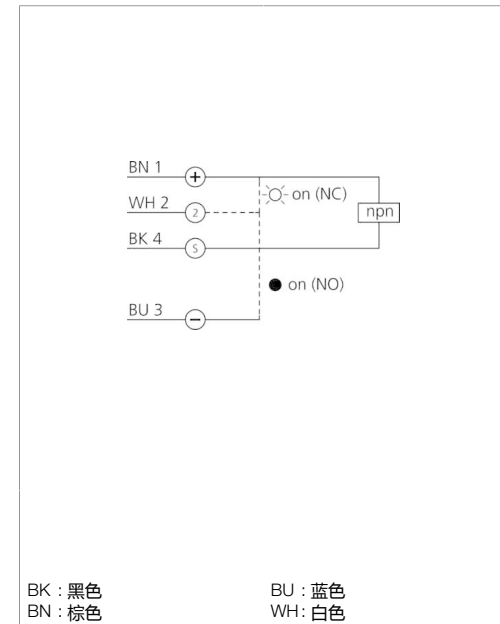 BN 1
+
on (NC)
WH 2
2
npn
BK 4
S
on (NO)
BU 3
−
BK : 黑色
BU : 蓝色
BN : 棕色
WH : 白色